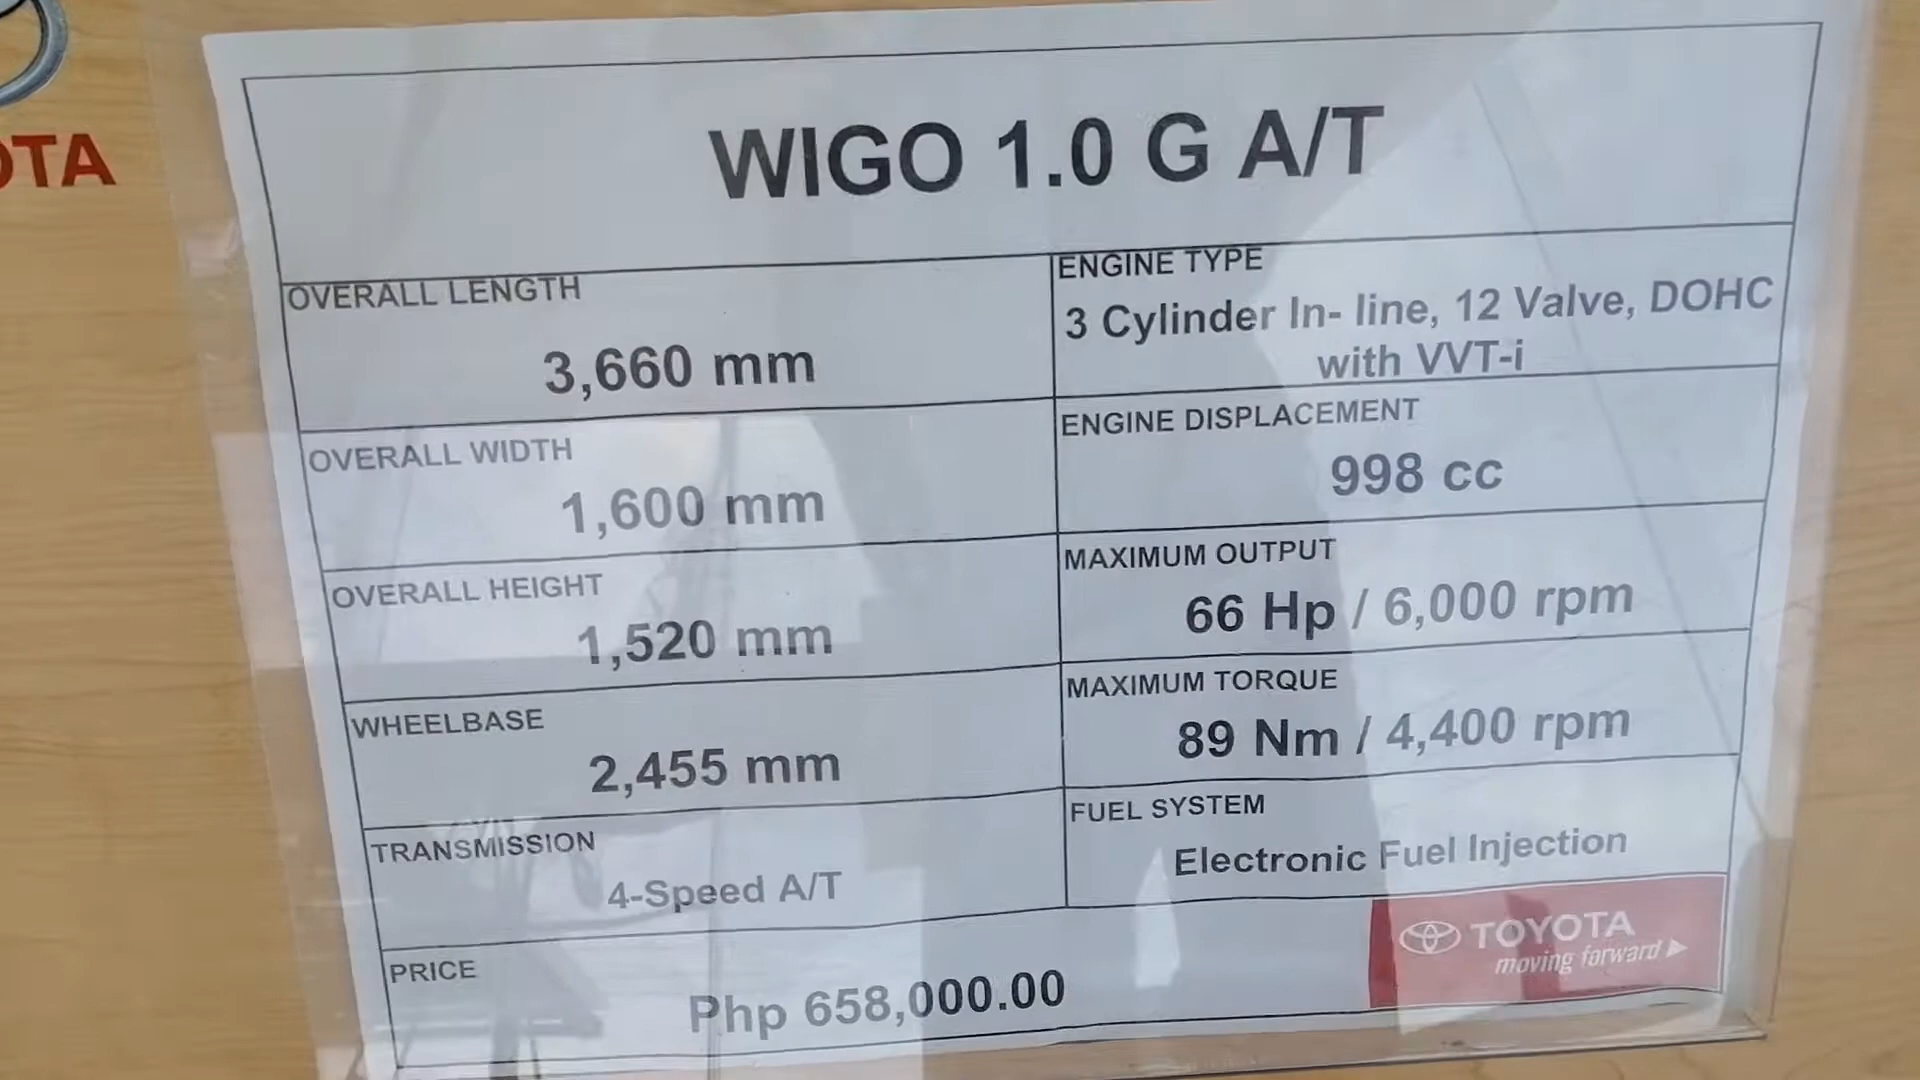 OTA
WIGO 1.0 G A/T
OVERALL LENGTH
3,660 mm
ENGINE TYPE
3 Cylinder In- line, 12 Valve, DOHC
with VVT-i
OVERALL WIDTH
1,600 mm
ENGINE DISPLACEMENT
998 cc
OVERALL HEIGHT
1,520 mm
MAXIMUM OUTPUT
66 Hp / 6,000 rpm
WHEELBASE
2,455 mm
MAXIMUM TORQUE
89 Nm / 4,400 rpm
TRANSMISSION
4-Speed A/T
FUEL SYSTEM
Electronic Fuel Injection
PRICE
Php 658,000.00
TOYOTA
moving forward